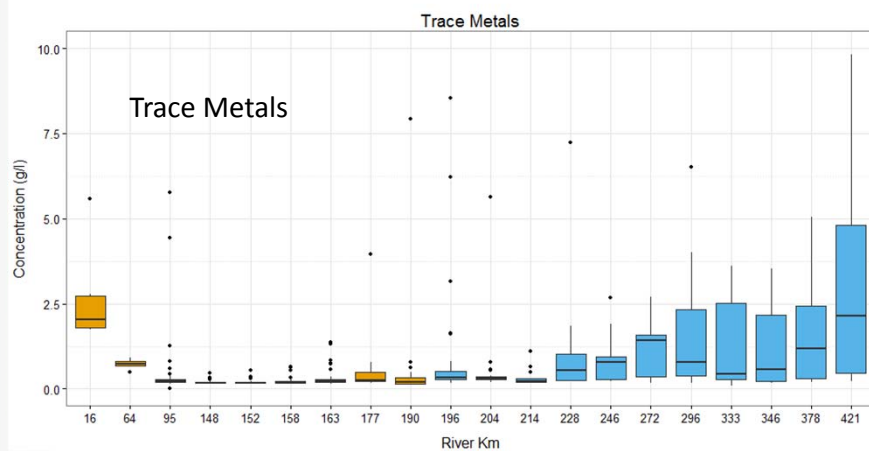 Trace Metals
10.0
Trace Metals
7.5
5.0
2.5
0.0
Concentration (g/l)
16 64 95 148 152 158 163 177 190 196 204 214 228 246 272 296 333 346 378 421
River Km